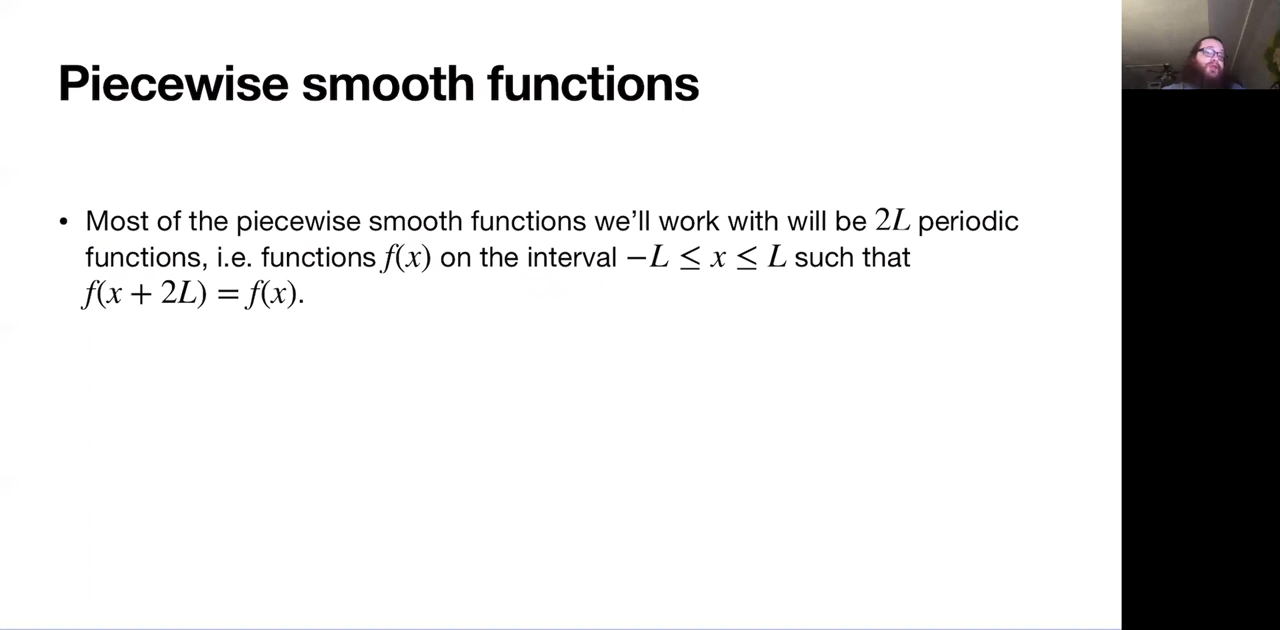 Piecewise smooth functions
• Most of the piecewise smooth functions we’ll work with will be 2L periodic
functions, i.e. functions f(x) on the interval −L ≤ x ≤ L such that
f(x + 2L) = f(x).